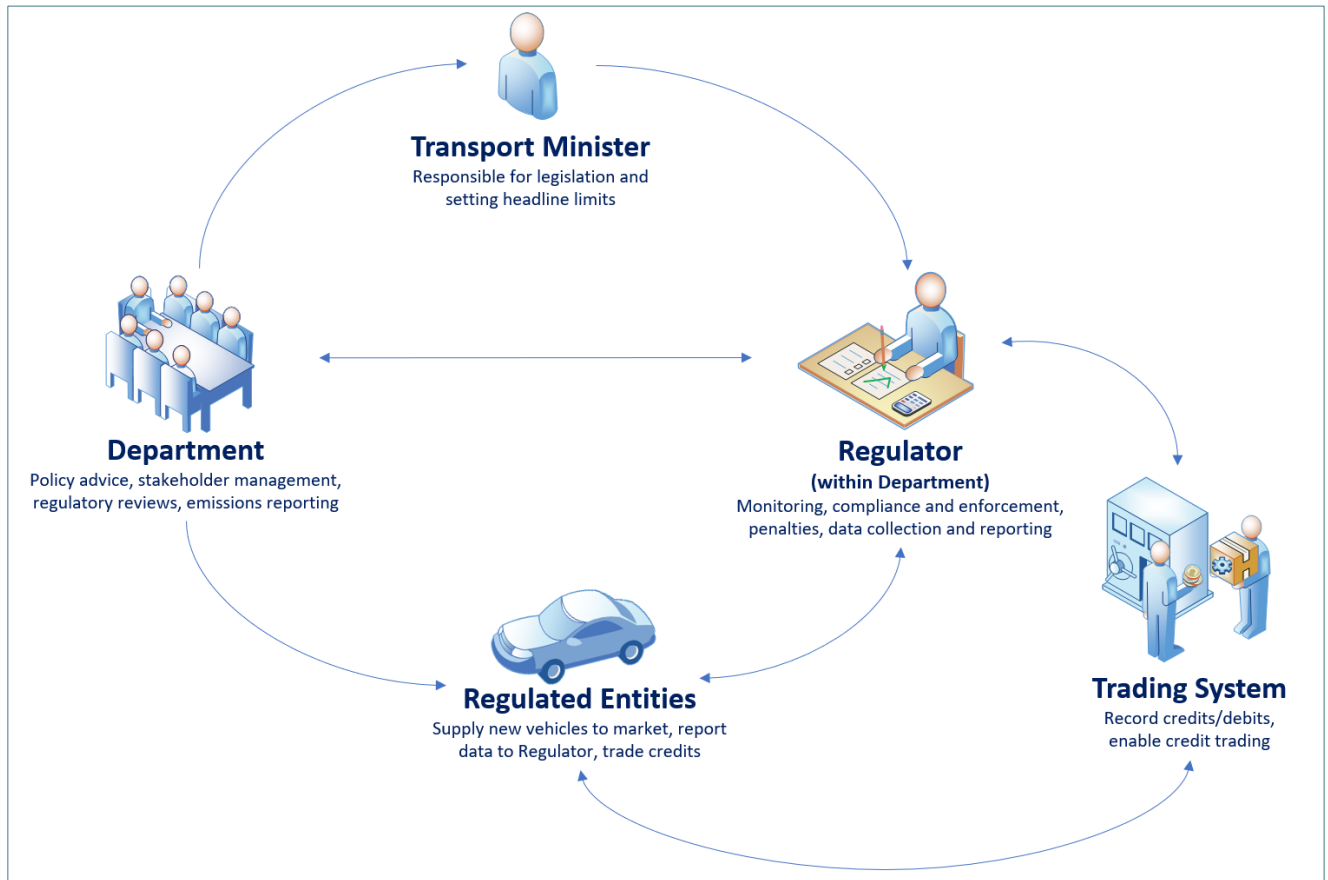 Transport Minister
Responsible for legislation and
setting headline limits
Department
Policy advice, stakeholder management,
regulatory reviews, emissions reporting
Regulator
(within Department)
Monitoring, compliance and enforcement,
penalties, data collection and reporting
Regulated Entities
Supply new vehicles to market, report
data to Regulator, trade credits
Trading System
Record credits/debits,
enable credit trading